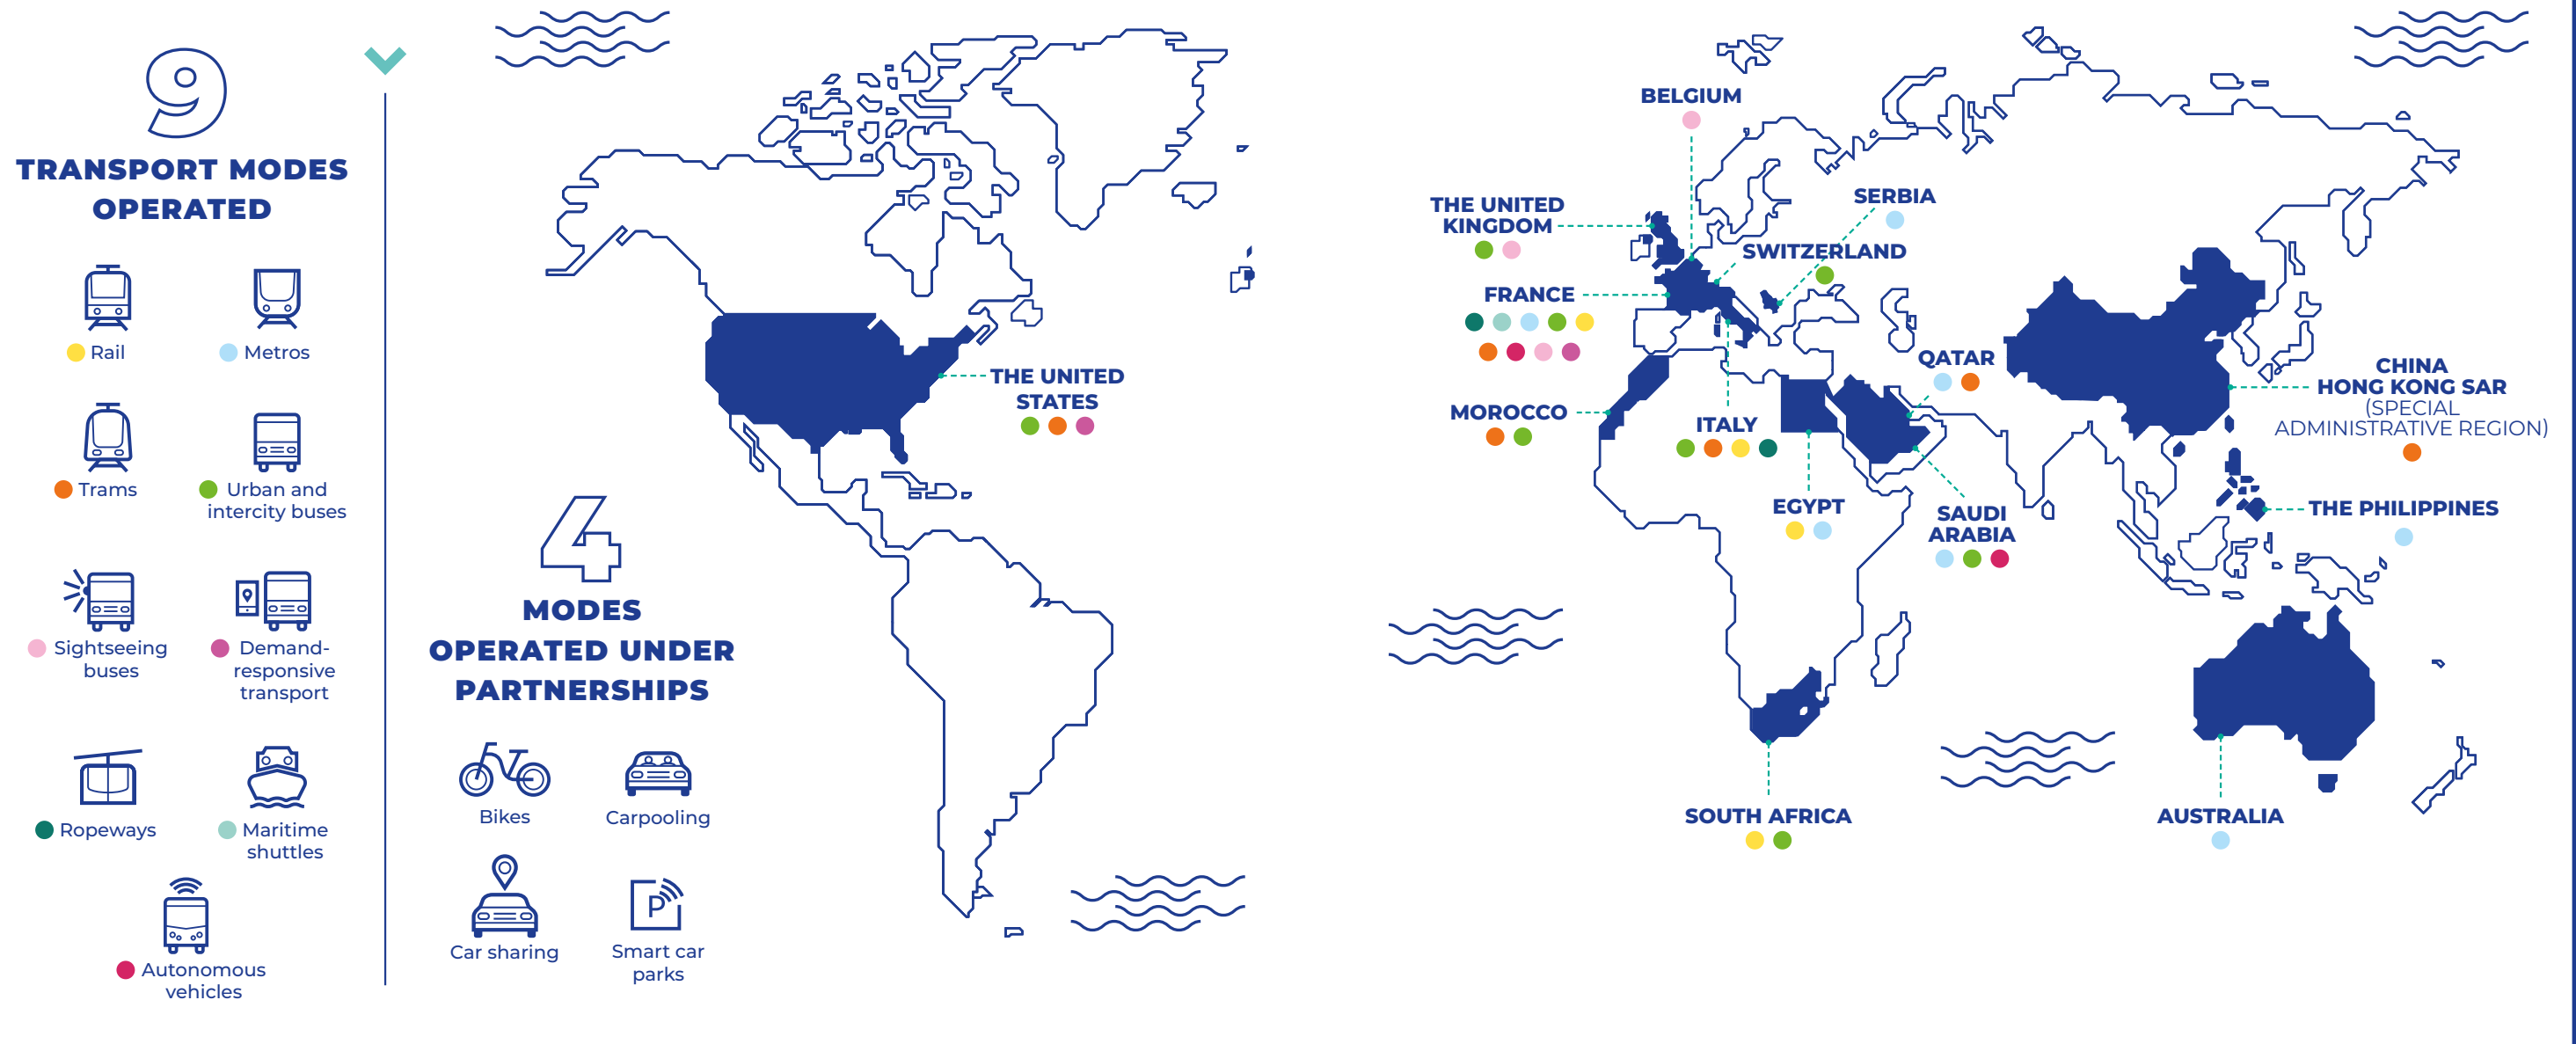 9
TRANSPORT MODES
OPERATED
Rail
Metros
Trams
Urban and
intercity buses
Sightseeing
buses
Demand-
responsive
transport
Ropeways
Maritime
shuttles
Autonomous
vehicles
4
MODES
OPERATED UNDER
PARTNERSHIPS
Bikes
Carpooling
Car sharing
P
Smart car
parks
THE UNITED
STATES
BELGIUM
THE UNITED
KINGDOM
SERBIA
SWITZERLAND
FRANCE
MOROCCO
ITALY
QATAR
EGYPT
SAUDI
ARABIA
CHINA
HONG KONG SAR
(SPECIAL
ADMINISTRATIVE REGION)
THE PHILIPPINES
SOUTH AFRICA
AUSTRALIA